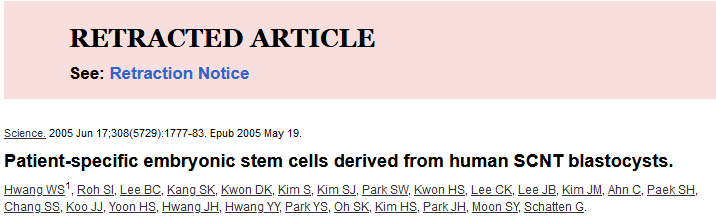 RETRACTED ARTICLE
See: Retraction Notice
Science. 2005 Jun 17;308(5729):1777-83. Epub 2005 May 19.
Patient-specific embryonic stem cells derived from human SCNT blastocysts.
Hwang WS1, Roh SI, Lee BC, Kang SK, Kwon DK, Kim S, Kim SJ, Park SW, Kwon HS, Lee CK, Lee JB, Kim JM, Ahn C, Paek SH,
Chang SS, Koo JJ, Yoon HS, Hwang JH, Hwang YY, Park YS, Oh SK, Kim HS, Park JH, Moon SY, Schatten G.